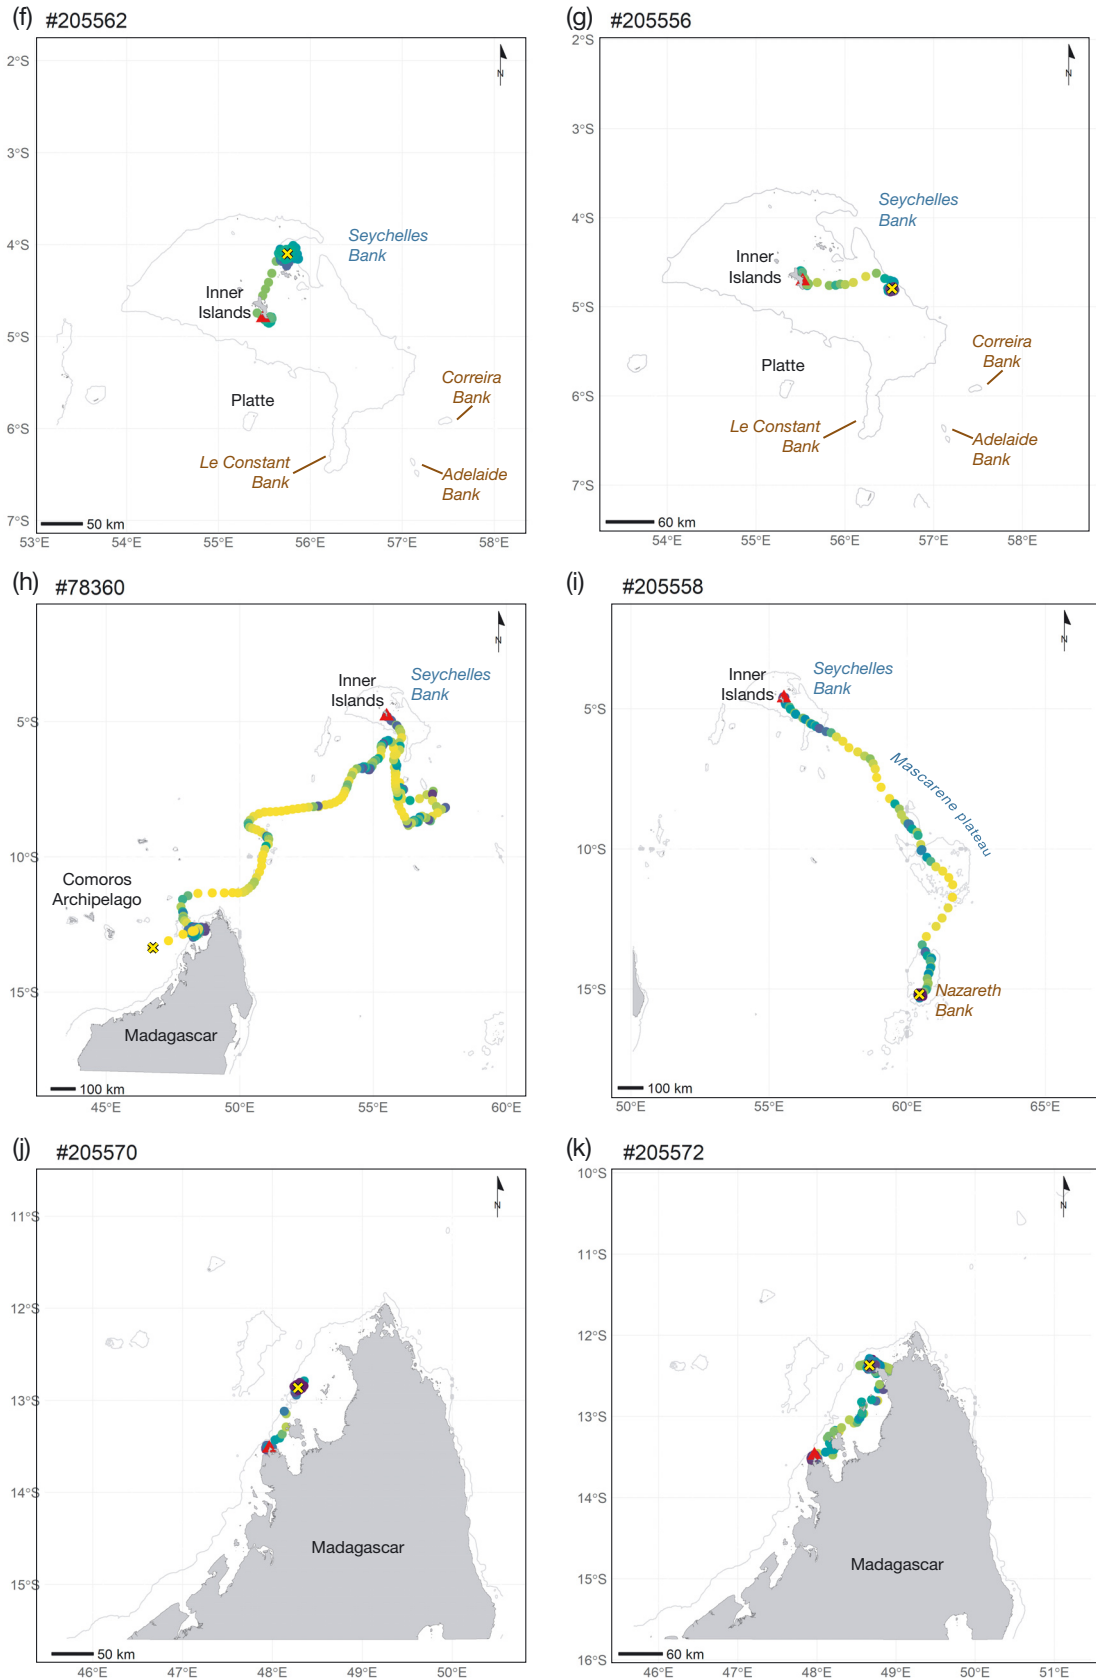 (f) #205562
N
2°S
3°S
4°S
5°S
6°S
7°S
Seychelles
Bank
Inner
Islands
Correira
Bank
Platte
Le Constant
Bank
Adelaide
Bank
50 km
53°E 54°E 55°E 56°E 57°E 58°E
(g) #205556
N
2°S
3°S
4°S
5°S
6°S
7°S
Seychelles
Bank
Inner
Islands
Correira
Bank
Platte
Le Constant
Bank
Adelaide
Bank
60 km
54°E 55°E 56°E 57°E 58°E
(h) #78360
N
Inner
Islands
Seychelles
Bank
5°S
10°S
15°S
Comoros
Archipelago
Madagascar
100 km
45°E 50°E 55°E 60°E
(i) #205558
N
Inner
Islands
Seychelles
Bank
5°S
10°S
15°S
Mascarene plateau
Nazareth
Bank
100 km
50°E 55°E 60°E 65°E
(j) #205570
N
11°S
12°S
13°S
14°S
15°S
Madagascar
50 km
46°E 47°E 48°E 49°E 50°E
(k) #205572
N
10°S
11°S
12°S
13°S
14°S
15°S
16°S
Madagascar
60 km
46°E 47°E 48°E 49°E 50°E 51°E